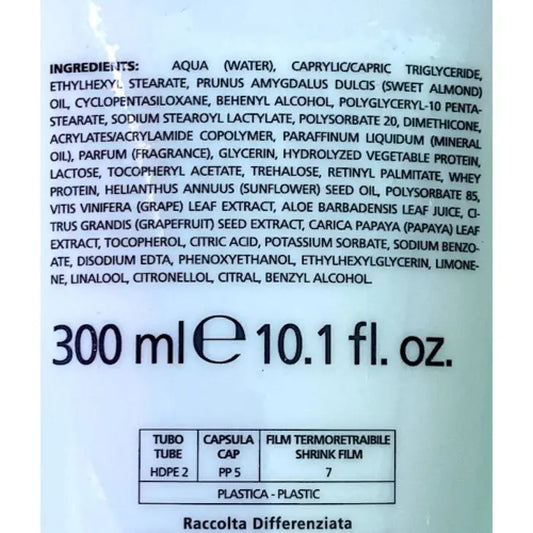 INGREDIENTS: AQUA (WATER), CAPRYLIC/CAPRIC TRIGLYCERIDE,
ETHYLHEXYL STEARATE, PRUNUS AMYGDALUS DULCIS (SWEET ALMOND)
OIL, CYCLOPENTASILOXANE, BEHENYL ALCOHOL, POLYGLYCERYL-10 PENTA-
STEARATE, SODIUM STEAROYL LACTYLATE, POLYSORBATE 20, DIMETHICONE,
ACRYLATES/ACRYLAMIDE COPOLYMER, PARAFFINUM LIQUIDUM (MINERAL
OIL), PARFUM (FRAGRANCE), GLYCERIN, HYDROLYZED VEGETABLE PROTEIN,
LACTOSE, TOCOPHERYL ACETATE, TREHALOSE, RETINYL PALMITATE, WHEY
PROTEIN, HELIANTHUS ANNUUS (SUNFLOWER) SEED OIL, POLYSORBATE 85,
VITIS VINIFERA (GRAPE) LEAF EXTRACT, ALOE BARBADENSIS LEAF JUICE, CI-
TRUS GRANDIS (GRAPEFRUIT) SEED EXTRACT, CARICA PAPAYA (PAPAYA) LEAF
EXTRACT, TOCOPHEROL, CITRIC ACID, POTASSIUM SORBATE, SODIUM BENZO-
ATE, DISODIUM EDTA, PHENOXYETHANOL, ETHYLHEXYLGLYCERIN, LIMONE-
NE, LINALOOL, CITRONELLOL, CITRAL, BENZYL ALCOHOL.
300 ml ℮ 10.1 fl. oz.
TUBO CAPSULA FILM TERMORETRAIBILE
TUBE CAP SHRINK FILM
HDPE 2 PP 5 7
PLASTICA - PLASTIC
Raccolta Differenziata